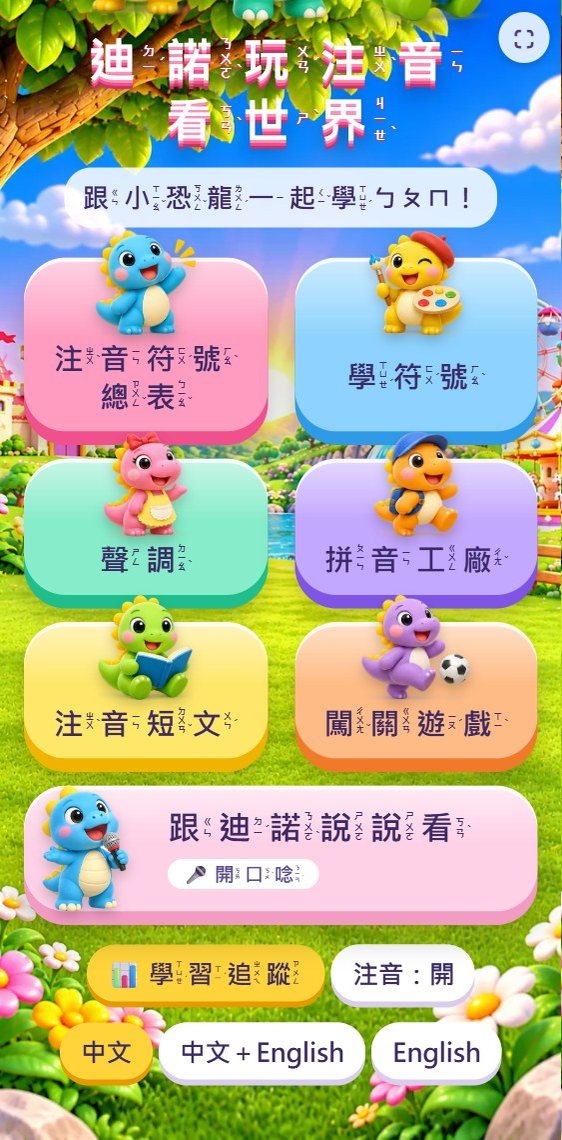 迪諾玩注音
看世界
跟小恐龍一起學ㄅㄆㄇ！
注音符號
總表
學符號
聲調
拼音工廠
注音短文
闖關遊戲
跟迪諾說說看
開口唸
學習追蹤
注音：開
中文
中文＋English
English